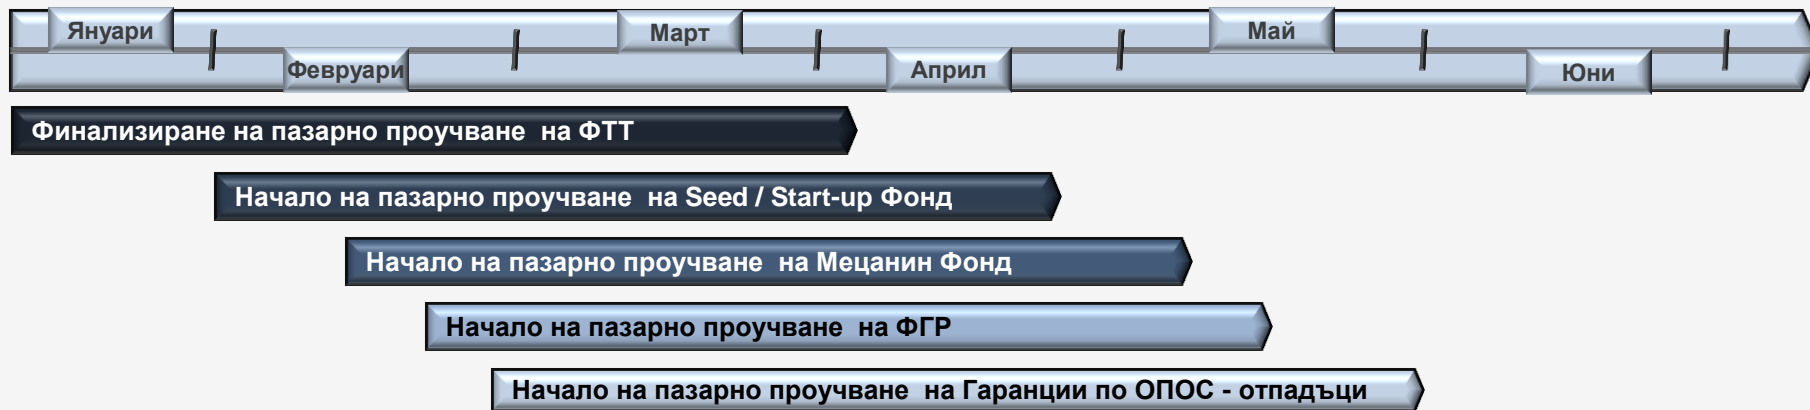 Януари
Февруари
Март
Април
Май
Юни
Финализиране на пазарно проучване на ФТТ
Начало на пазарно проучване на Seed / Start-up Фонд
Начало на пазарно проучване на Мецанин Фонд
Начало на пазарно проучване на ФГР
Начало на пазарно проучване на Гаранции по ОПОС - отпадъци